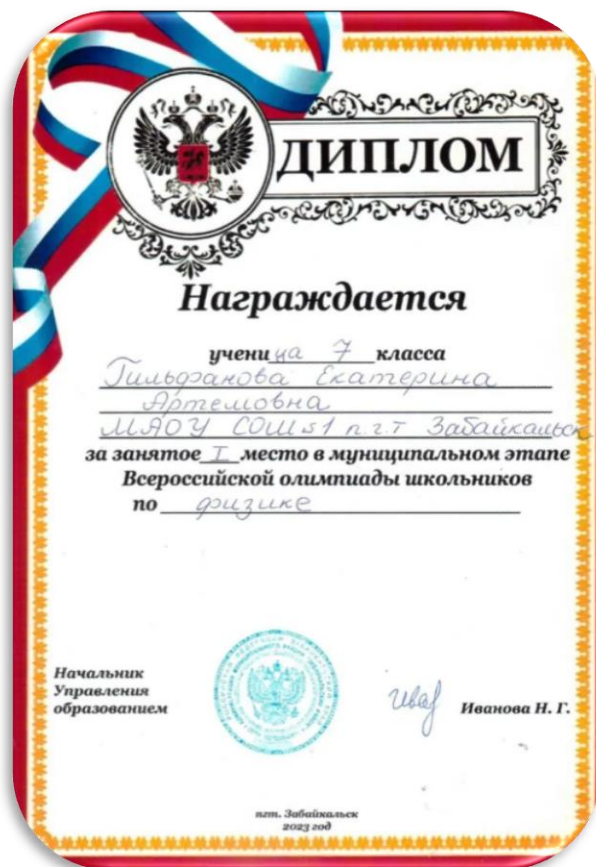 ДИПЛОМ
Награждается
ученица 7 класса
Гильфанова Екатерина
Артемовна
МАОУ СОШ №1 п.г.т Забайкальск
за занятое I место в муниципальном этапе
Всероссийской олимпиады школьников
по физике
Начальник
Управления
образованием
Иванова Н. Г.
пгт. Забайкальск
2023 год